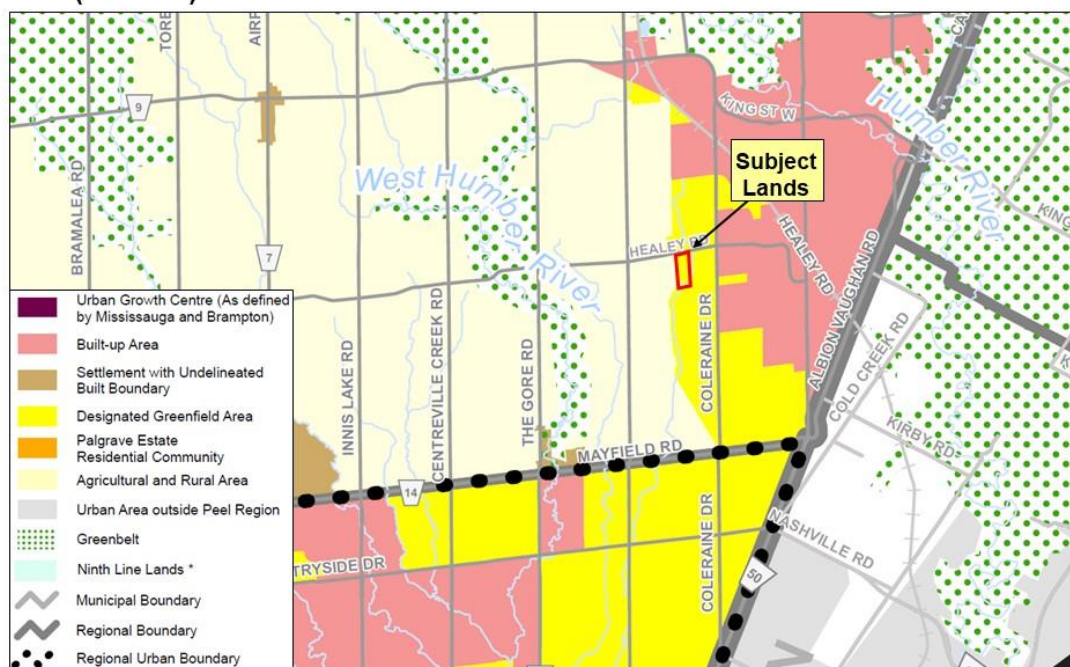 BRAMALEA RD
TORB
AIRP
9
7
West Humber
River
INNIS LAKE RD
CENTREVILLE CREEK RD
THE GORE RD
HEALEY RD
KING ST W
Subject
Lands
HEALEY RD
COLERAINE DR
ALBION VAUGHAN RD
CA
Humber
River
KING
K
COLD CREEK RD
KIRBY RD
MAYFIELD RD
14
COLERAINE DR
NASHVILLE RD
TRYSIDE DR
50
Urban Growth Centre (As defined
by Mississauga and Brampton)
Built-up Area
Settlement with Undelineated
Built Boundary
Designated Greenfield Area
Palgrave Estate
Residential Community
Agricultural and Rural Area
Urban Area outside Peel Region
Greenbelt
Ninth Line Lands *
Municipal Boundary
Regional Boundary
Regional Urban Boundary